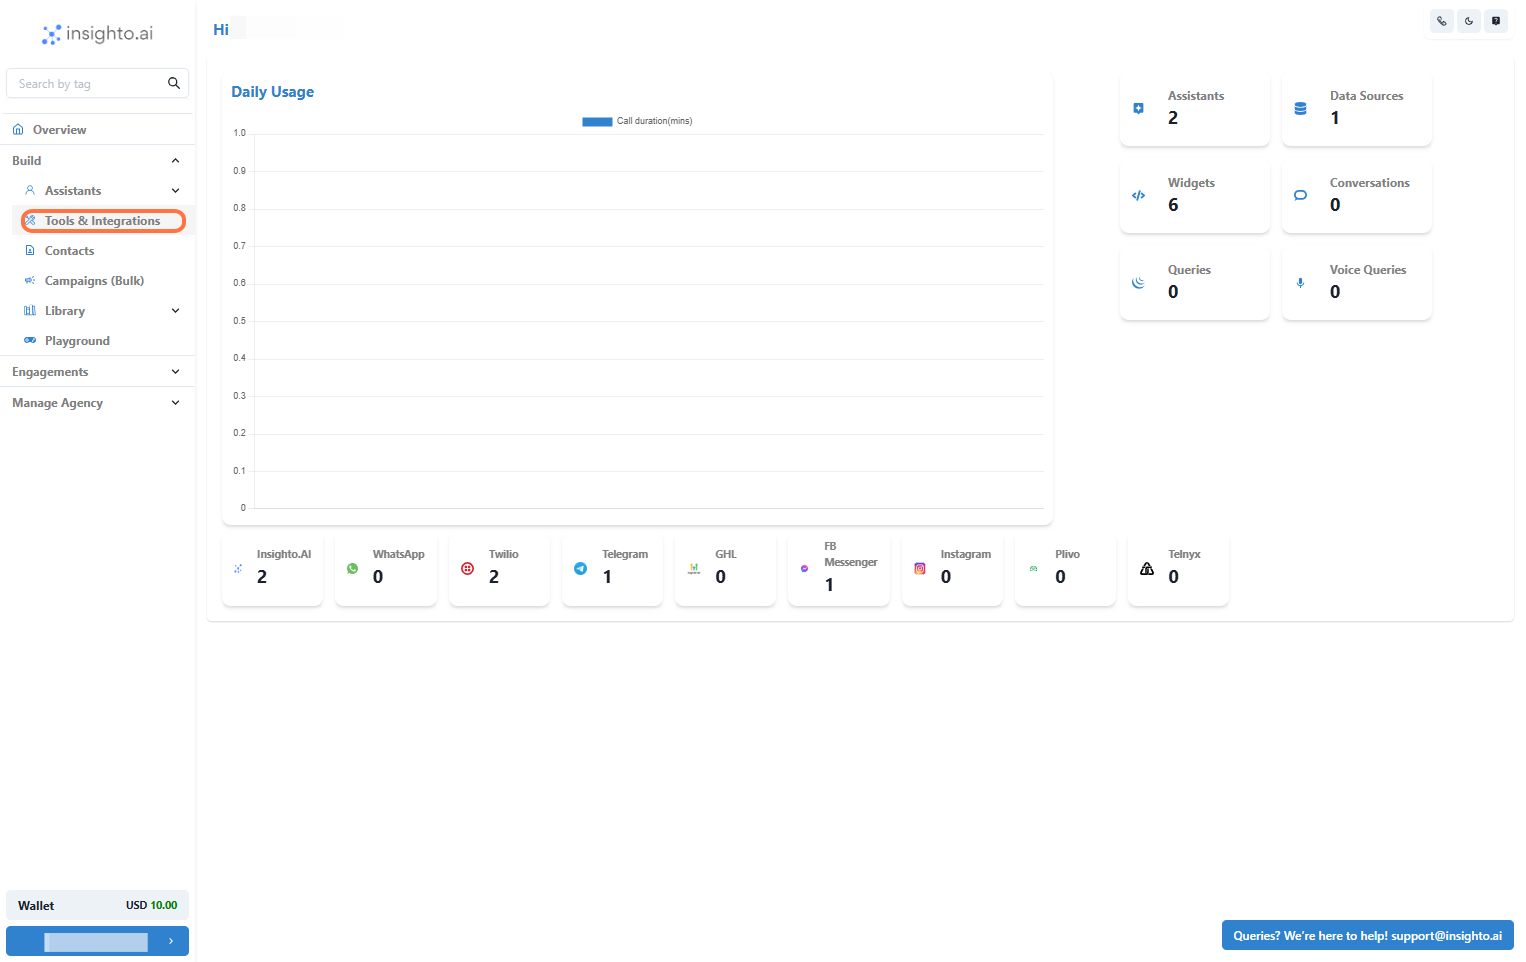 insighto.ai
Search by tag
Overview
Build
Assistants
Tools & Integrations
Contacts
Campaigns (Bulk)
Library
Playground
Engagements
Manage Agency
Wallet USD 10.00
Hi
Daily Usage
Call duration(mins)
1.0
0.9
0.8
0.7
0.6
0.5
0.4
0.3
0.2
0.1
0
Assistants
2
Data Sources
1
Widgets
6
Conversations
0
Queries
0
Voice Queries
0
Insighto.AI
2
WhatsApp
0
Twilio
2
Telegram
1
GHL
0
FB
Messenger
1
Instagram
0
Plivo
0
Telnyx
0
Queries? We're here to help! support@insighto.ai